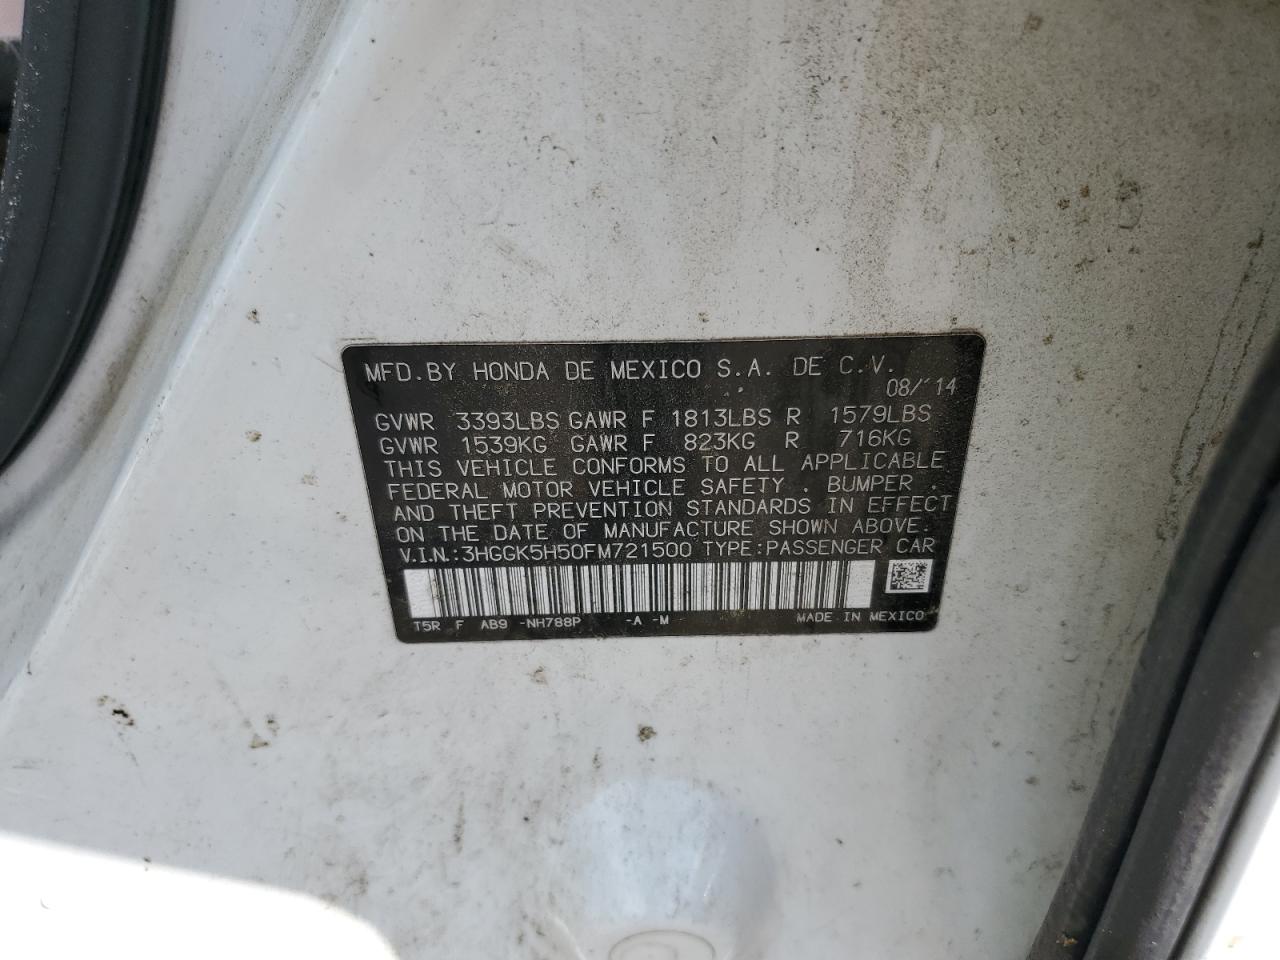 MFD.BY HONDA DE MEXICO S.A. DE C.V.
08/'14
GVWR 3393LBS GAWR F 1813LBS R 1579LBS
GVWR 1539KG GAWR F 823KG R 716KG
THIS VEHICLE CONFORMS TO ALL APPLICABLE
FEDERAL MOTOR VEHICLE SAFETY , BUMPER ,
AND THEFT PREVENTION STANDARDS IN EFFECT
ON THE DATE OF MANUFACTURE SHOWN ABOVE.
V.I.N.:3HGGK5H50FM721500 TYPE:PASSENGER CAR
T5R F AB9 -NH788P -A -M MADE IN MEXICO